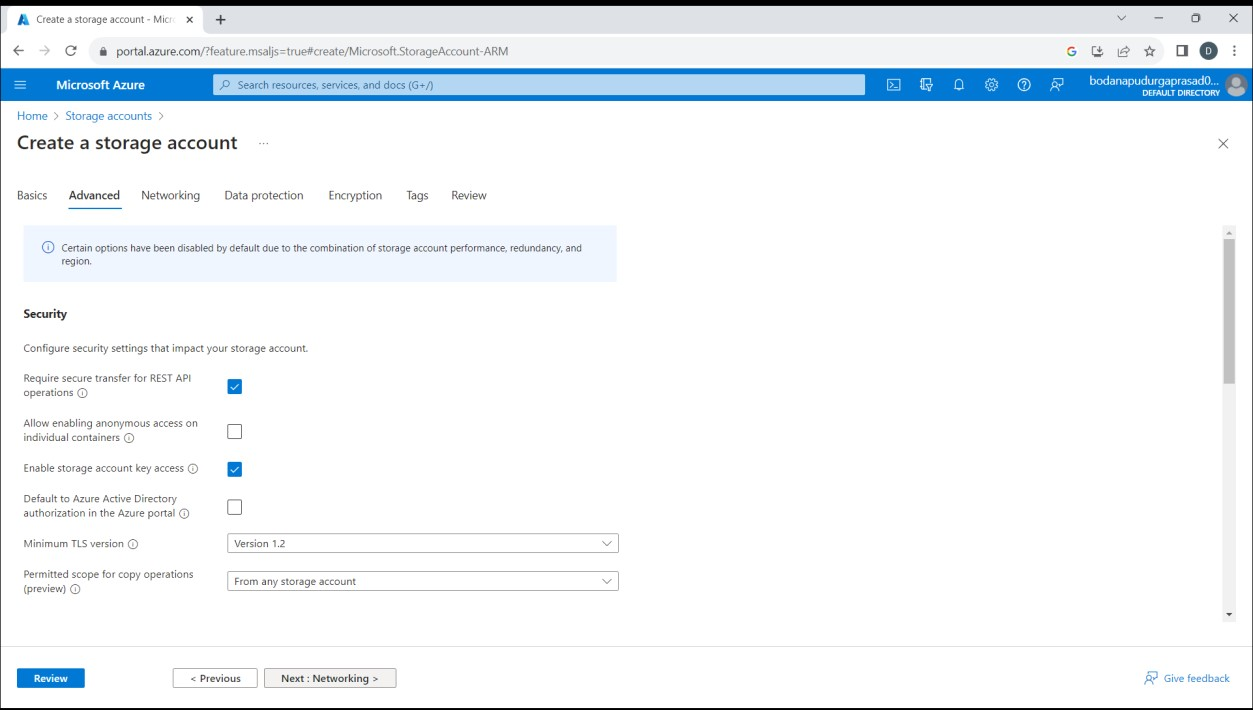 Create a storage account - Micr
portal.azure.com/?feature.msaljs=true#create/Microsoft.StorageAccount-ARM
G
D
Microsoft Azure
Search resources, services, and docs (G+/)
bodanapudurgaprasad0...
DEFAULT DIRECTORY
Home > Storage accounts >
Create a storage account ...
Basics Advanced Networking Data protection Encryption Tags Review
Certain options have been disabled by default due to the combination of storage account performance, redundancy, and
region.
Security
Configure security settings that impact your storage account.
Require secure transfer for REST API
operations
Allow enabling anonymous access on
individual containers
Enable storage account key access
Default to Azure Active Directory
authorization in the Azure portal
Minimum TLS version
Version 1.2
Permitted scope for copy operations
(preview)
From any storage account
Review
< Previous
Next : Networking >
Give feedback